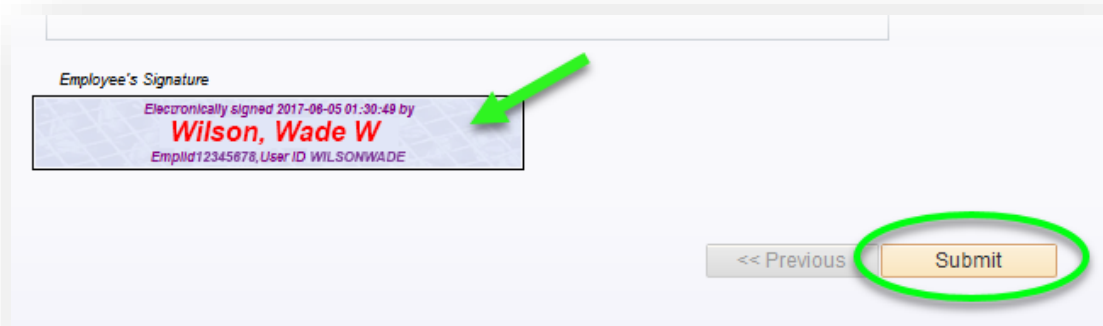 Employee's Signature
Electronically signed 2017-06-05 01:30:49 by
Wilson, Wade W
EmplId12345678,User ID WILSONWADE
<< Previous
Submit